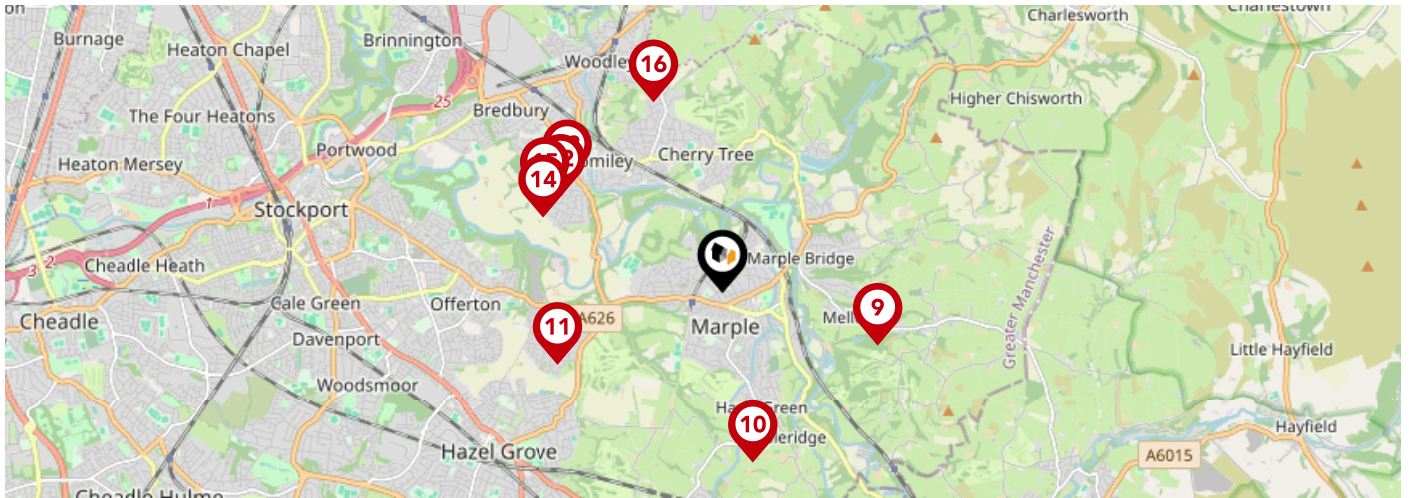 Charlesworth
Burnage
Brinnington
Heaton Chapel
16
25
Higher Chisworth
Bredbury
The Four Heatons
Portwood
Cherry Tree
Heaton Mersey
14
1
Stockport
Greater Manchester
Marple Bridge
3 2
Cheadle Heath
9
Cale Green
Offerton
11
A626
Cheadle
Marple
Davenport
Little Hayfield
Woodsmoor
10
Hayfield
Hazel Grove
A6015